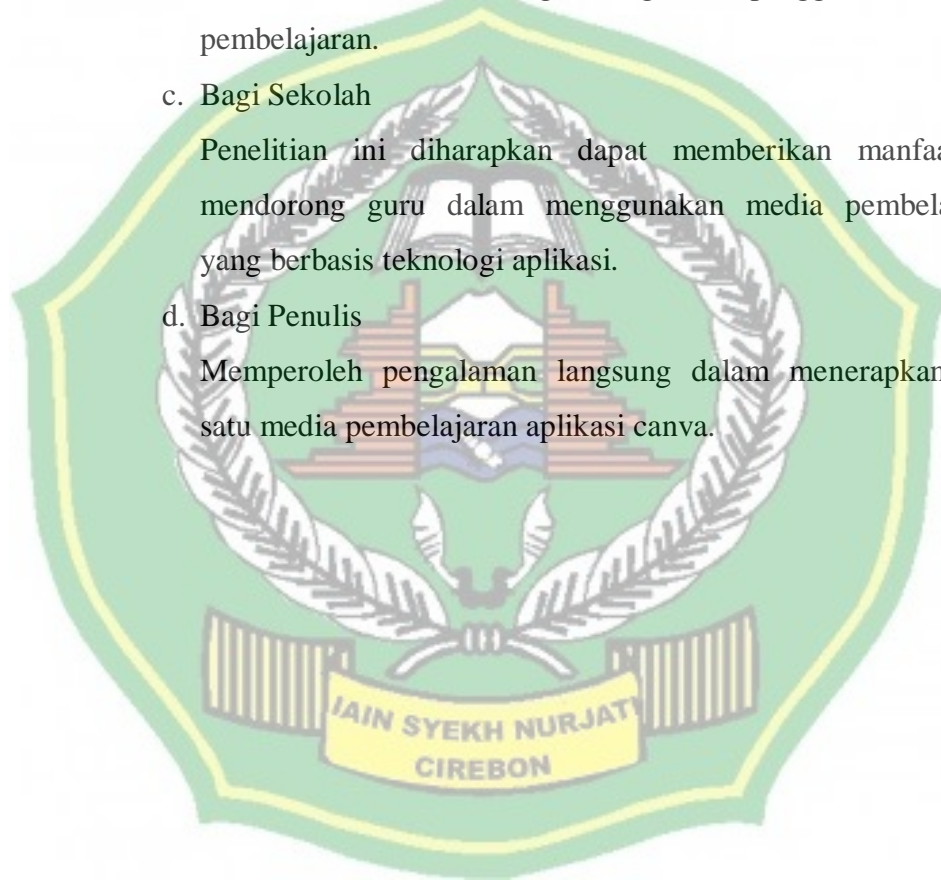 pembelajaran.
c. Bagi Sekolah
Penelitian ini diharapkan dapat memberikan
mendorong guru dalam menggunakan media
yang berbasis teknologi aplikasi.
d. Bagi Penulis
Memperoleh pengalaman langsung dalam menerapkan
satu media pembelajaran aplikasi canva.
IAIN SYEKH NURJATI
CIREBON